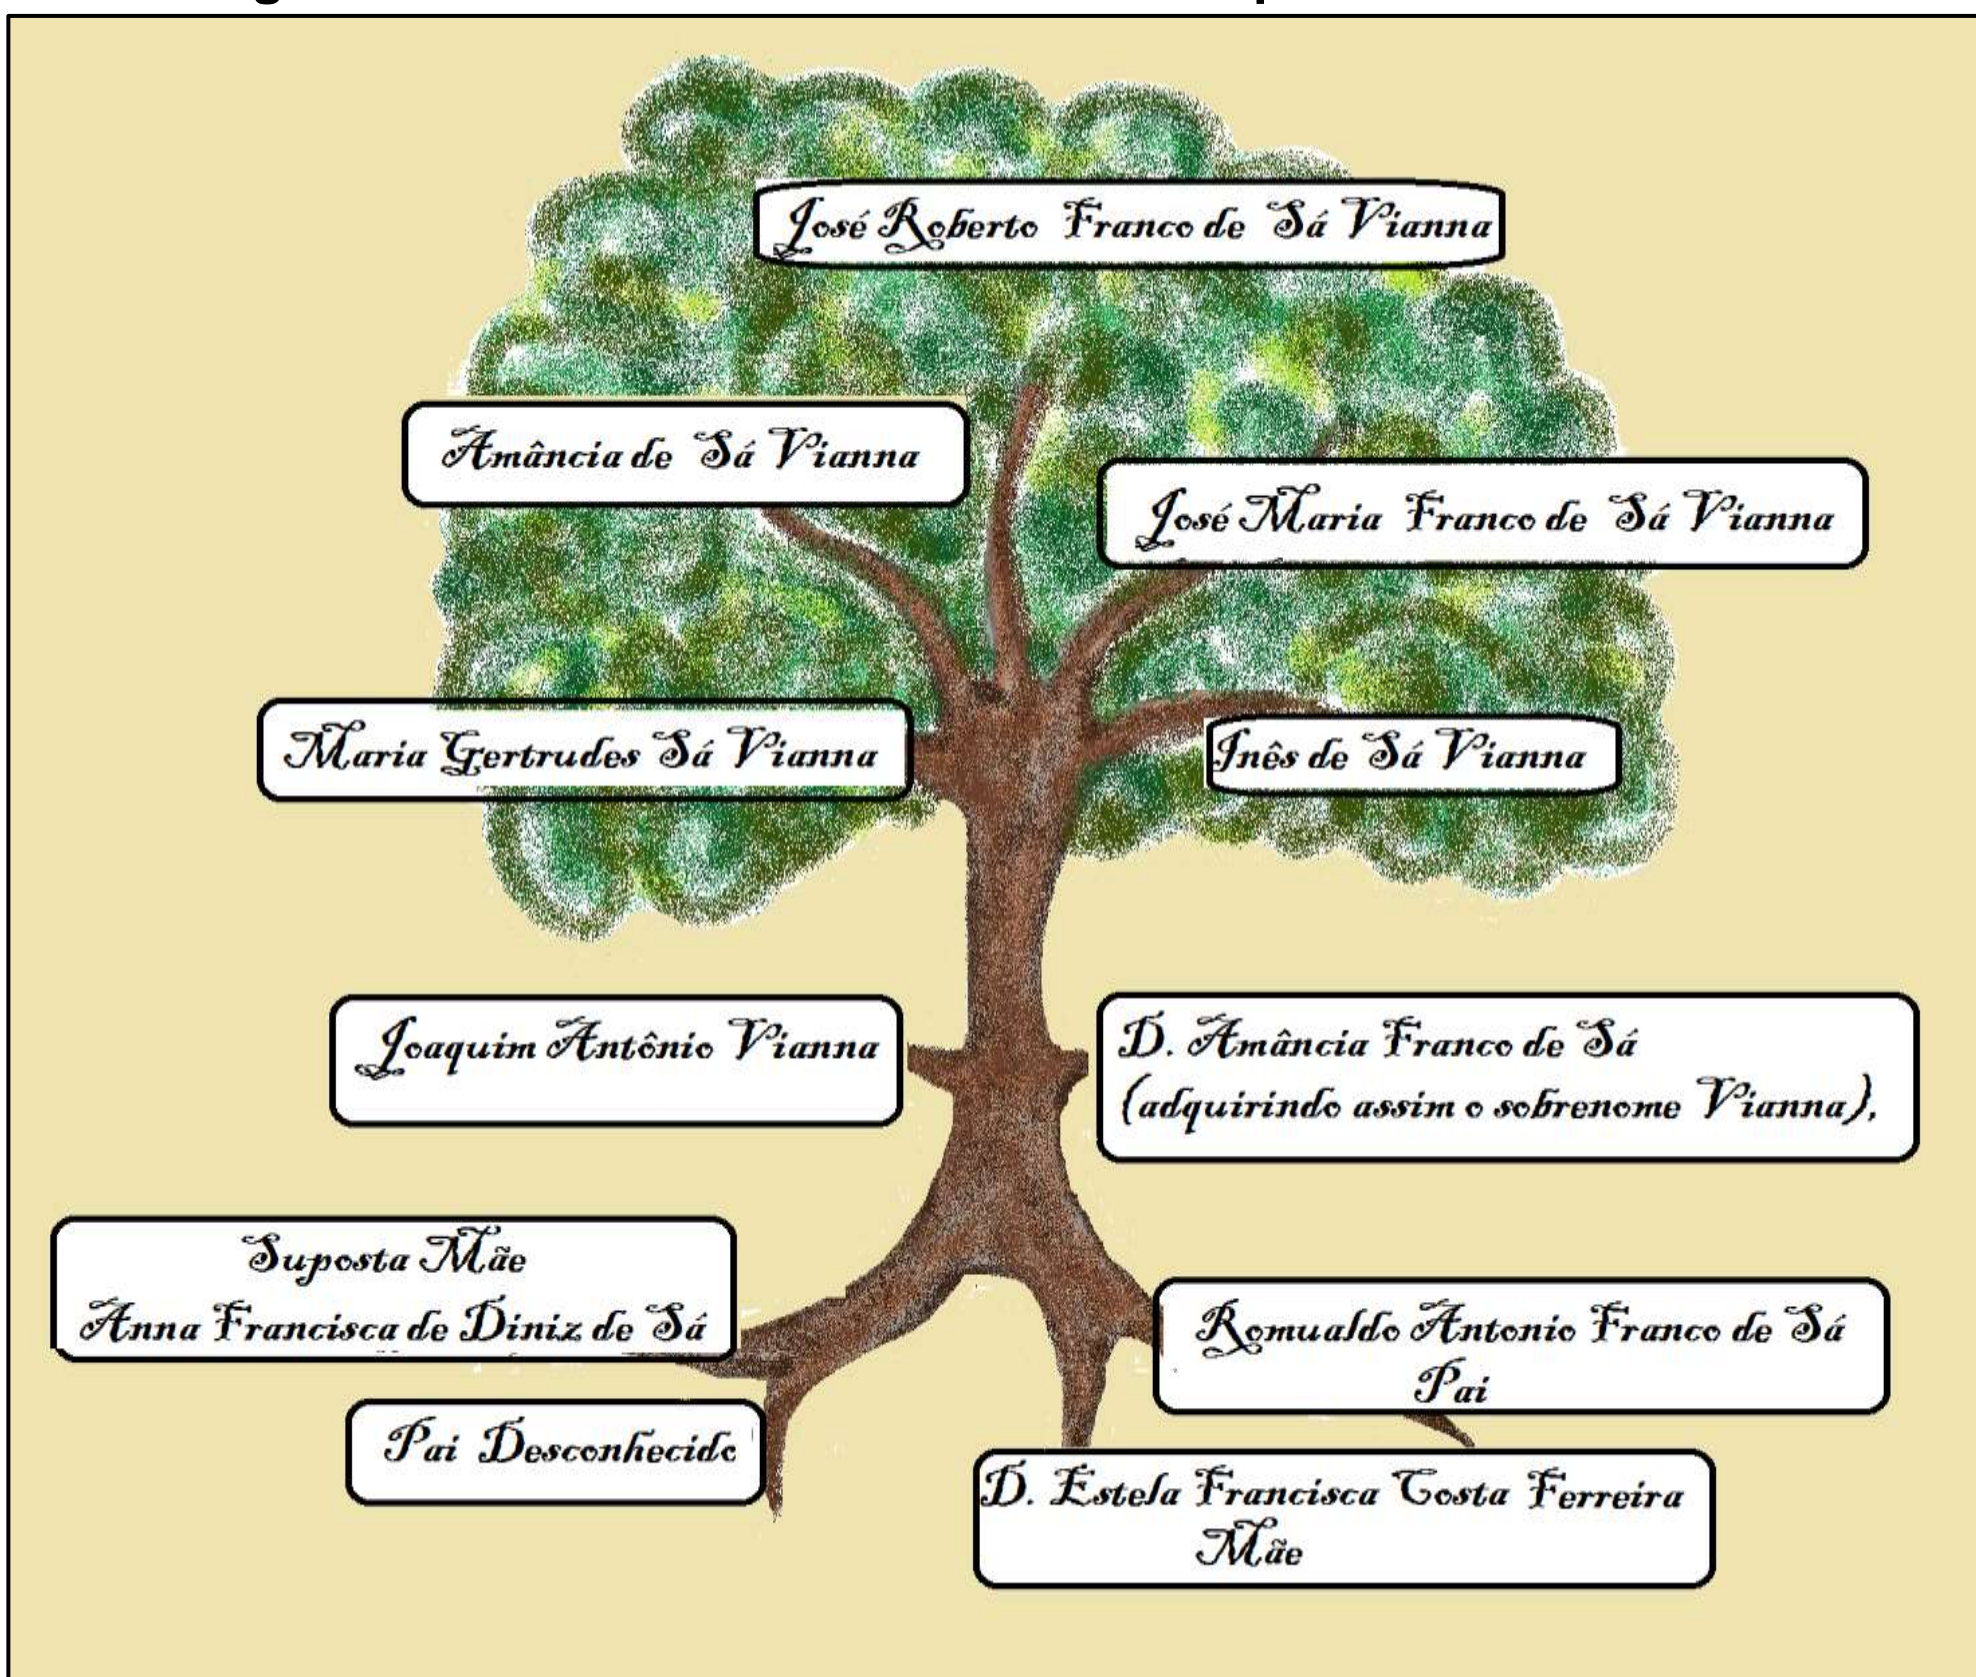 José Roberto Franco de Sá Vianna
Amância de Sá Vianna
José Maria Franco de Sá Vianna
Maria Gertrudes Sá Vianna
Inês de Sá Vianna
Joaquim Antônio Vianna
D. Amância Franco de Sá
(adquirindo assim o sobrenome Vianna),
Suposta Mãe
Anna Francisca de Diniz de Sá
Romualdo Antonio Franco de Sá
Pai
Pai Desconhecido
D. Estela Francisca Costa Ferreira
Mãe